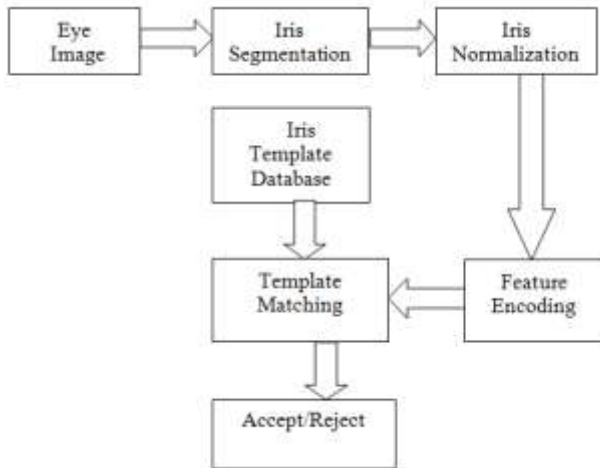 Eye
Image
Iris
Segmentation
Iris
Normalization
Iris
Template
Database
Template
Matching
Feature
Encoding
Accept/Reject